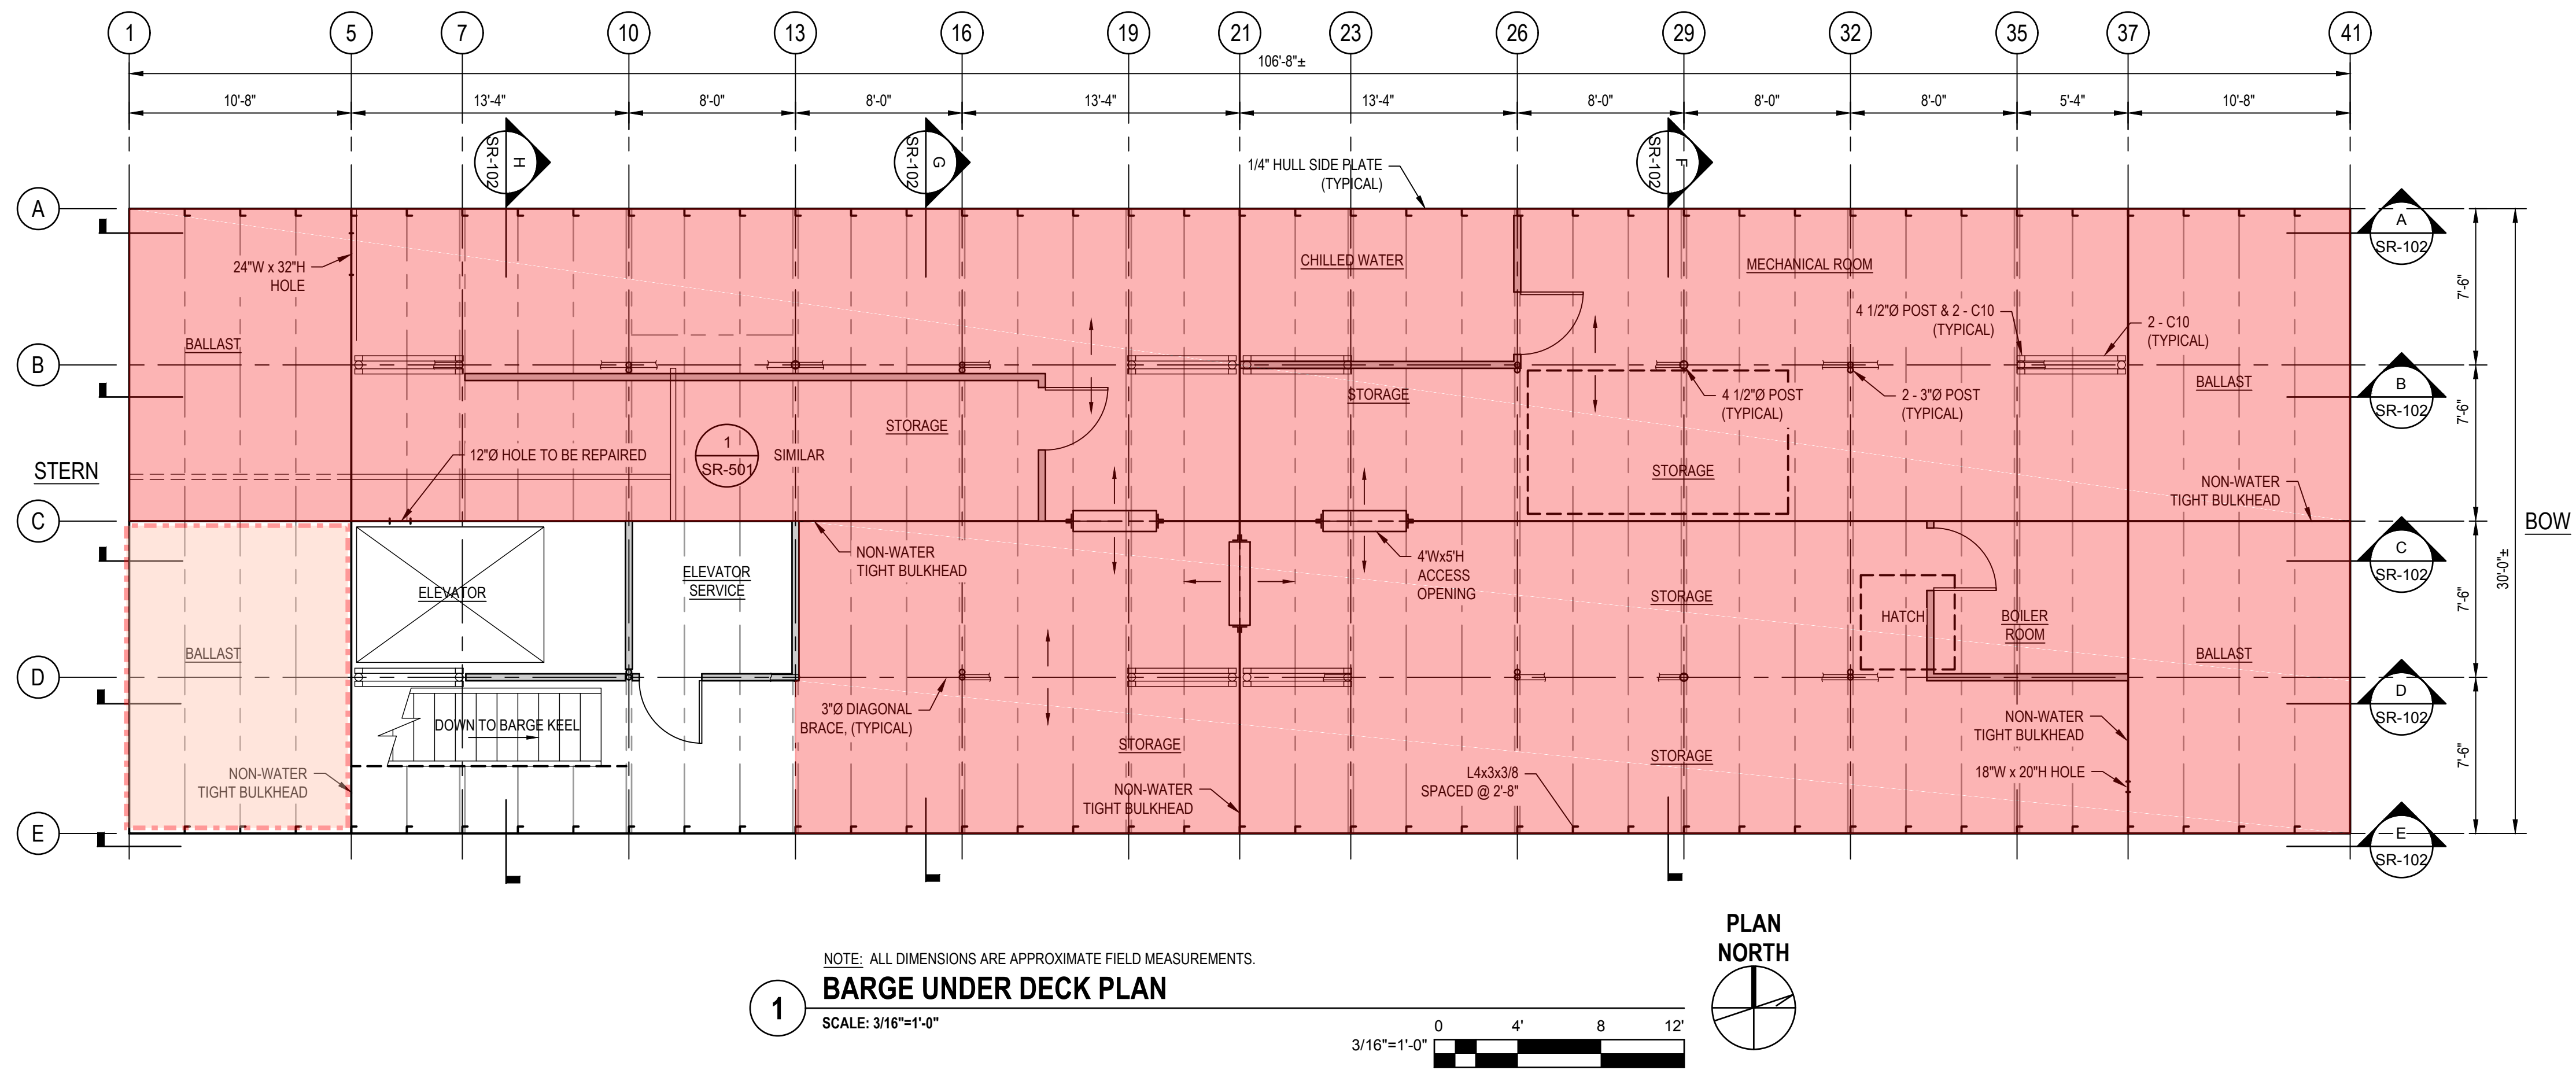 1 5 7 10 13 16 19 21 23 26 29 32 35 37 41
106'-8"±
10'-8" 13'-4" 8'-0" 8'-0" 13'-4" 13'-4" 8'-0" 8'-0" 8'-0" 5'-4" 10'-8"
H
SR-102
G
SR-102
F
SR-102
1/4" HULL SIDE PLATE
(TYPICAL)
A
A
SR-102
24"W x 32"H
HOLE
CHILLED WATER
MECHANICAL ROOM
7'-6"
4 1/2"Ø POST & 2 - C10
(TYPICAL)
2 - C10
(TYPICAL)
BALLAST
B
B
SR-102
STORAGE
4 1/2"Ø POST
(TYPICAL)
2 - 3"Ø POST
(TYPICAL)
BALLAST
7'-6"
STORAGE
12"Ø HOLE TO BE REPAIRED
1
SR-501
SIMILAR
STERN
STORAGE
NON-WATER
TIGHT BULKHEAD
C
BOW
C
SR-102
NON-WATER
TIGHT BULKHEAD
4'Wx5'H
ACCESS
OPENING
ELEVATOR
ELEVATOR
SERVICE
STORAGE
HATCH
BOILER
ROOM
7'-6"
30'-0"±
BALLAST
BALLAST
D
D
SR-102
3"Ø DIAGONAL
BRACE, (TYPICAL)
DOWN TO BARGE KEEL
STORAGE
STORAGE
NON-WATER
TIGHT BULKHEAD
7'-6"
NON-WATER
TIGHT BULKHEAD
NON-WATER
TIGHT BULKHEAD
L4x3x3/8
SPACED @ 2'-8"
18"W x 20"H HOLE
E
E
SR-102
PLAN
NORTH
NOTE: ALL DIMENSIONS ARE APPROXIMATE FIELD MEASUREMENTS.
1
BARGE UNDER DECK PLAN
SCALE: 3/16"=1'-0"
0 4' 8 12'
3/16"=1'-0"